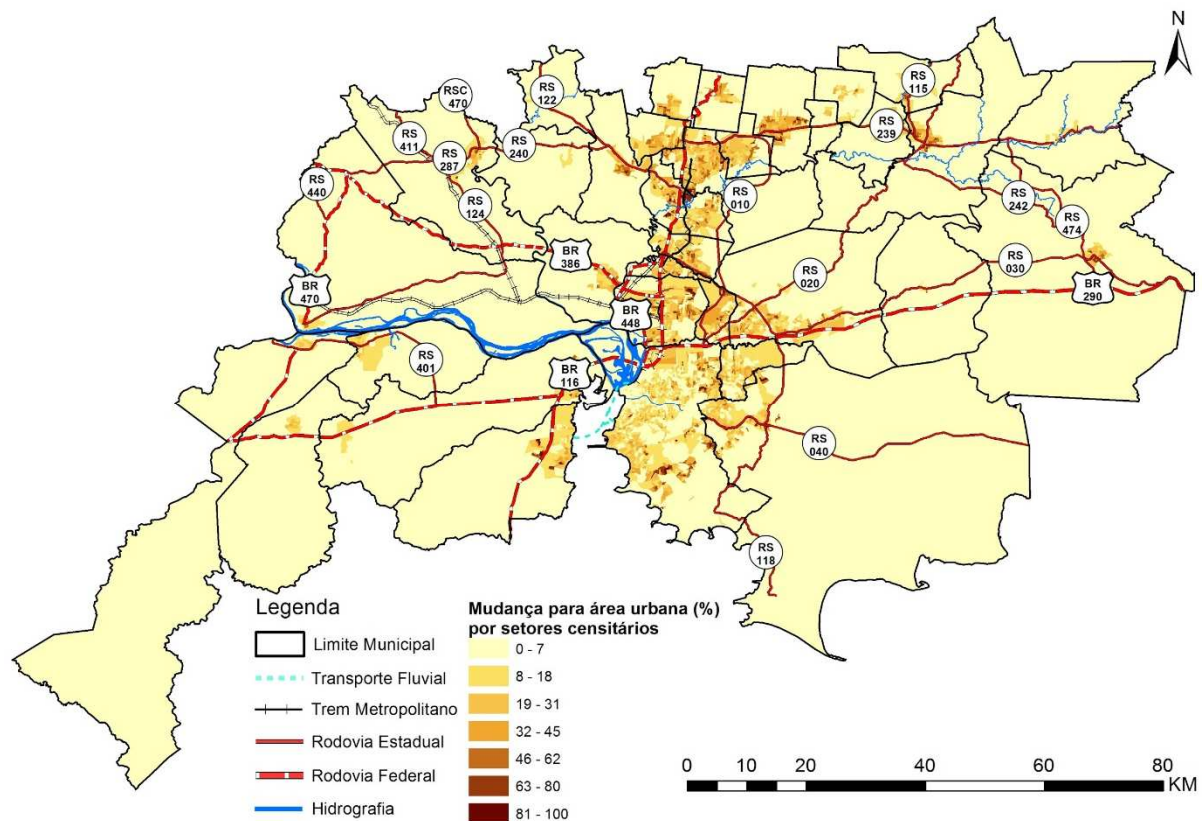 N
RSC
470
RS
122
RS
115
RS
411
RS
239
RS
287
RS
240
RS
440
RS
010
RS
242
RS
124
RS
474
BR
386
RS
030
RS
020
BR
470
BR
290
BR
448
RS
401
BR
116
RS
040
RS
118
Legenda
Limite Municipal
Transporte Fluvial
Trem Metropolitano
Rodovia Estadual
Rodovia Federal
Hidrografia
Mudança para área urbana (%)
por setores censitários
0 - 7
8 - 18
19 - 31
32 - 45
46 - 62
63 - 80
81 - 100
0 10 20 40 60 80
KM